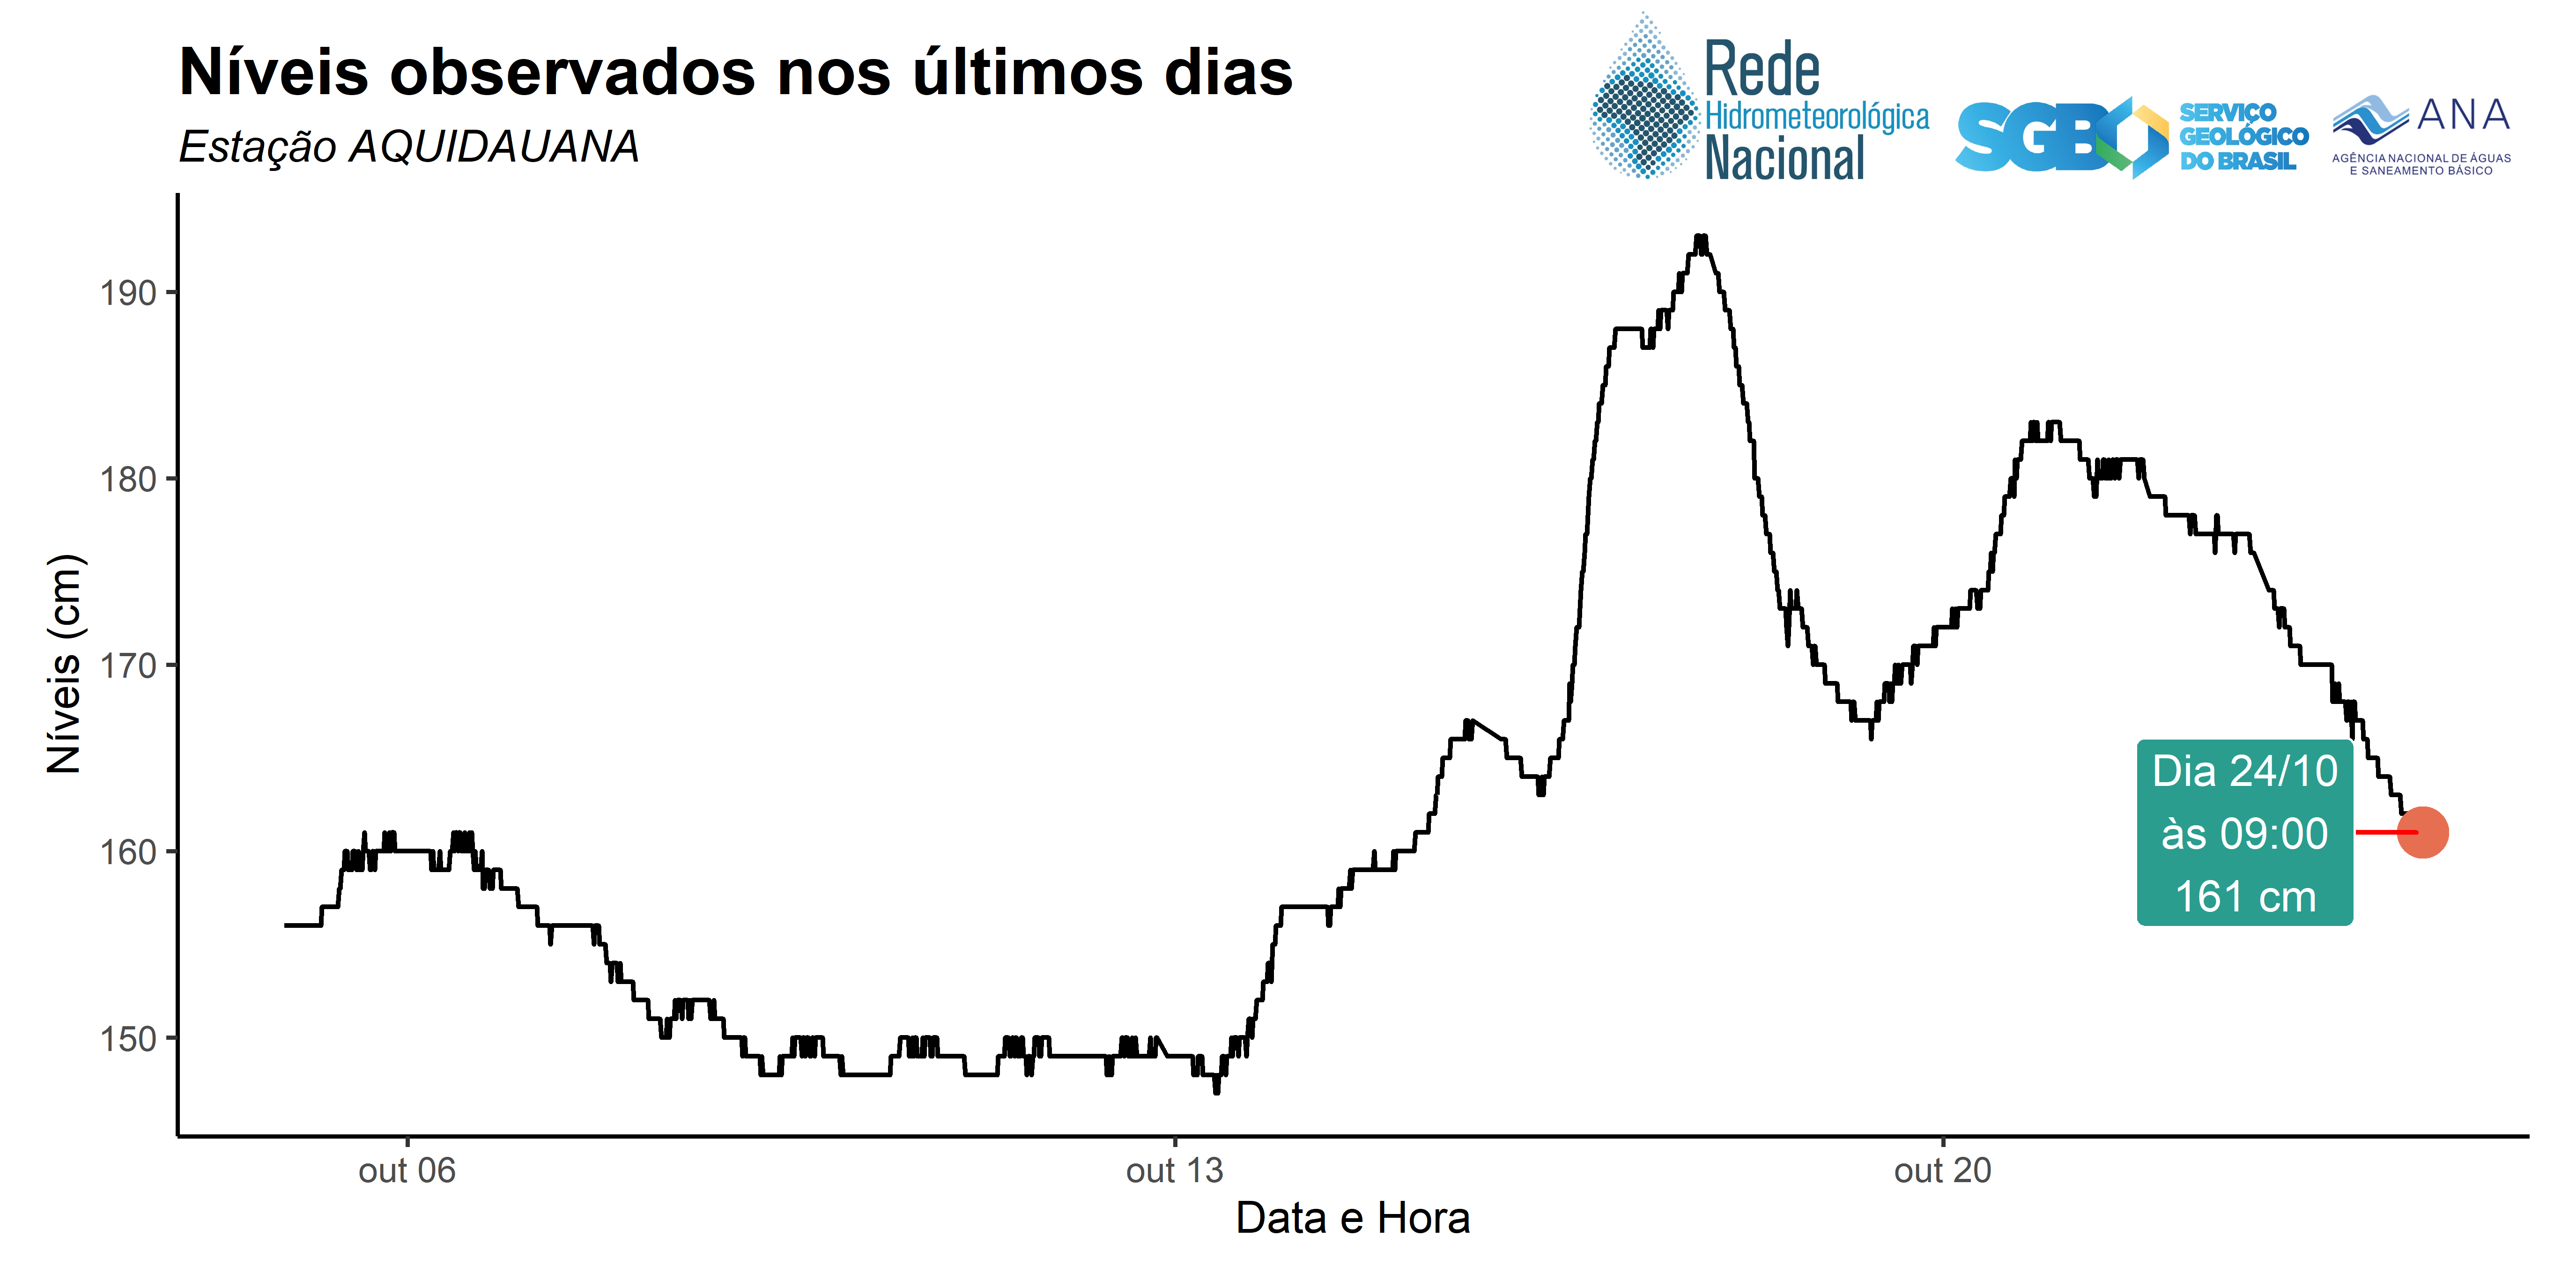 Níveis observados nos últimos dias
Estação AQUIDAUANA
Rede
Hidrometeorológica
Nacional
SGB
SERVIÇO
GEOLÓGICO
DO BRASIL
ANA
AGÊNCIA NACIONAL DE ÁGUAS
E SANEAMENTO BÁSICO
Níveis (cm)
190
180
170
160
150
Dia 24/10
às 09:00
161 cm
out 06
out 13
out 20
Data e Hora